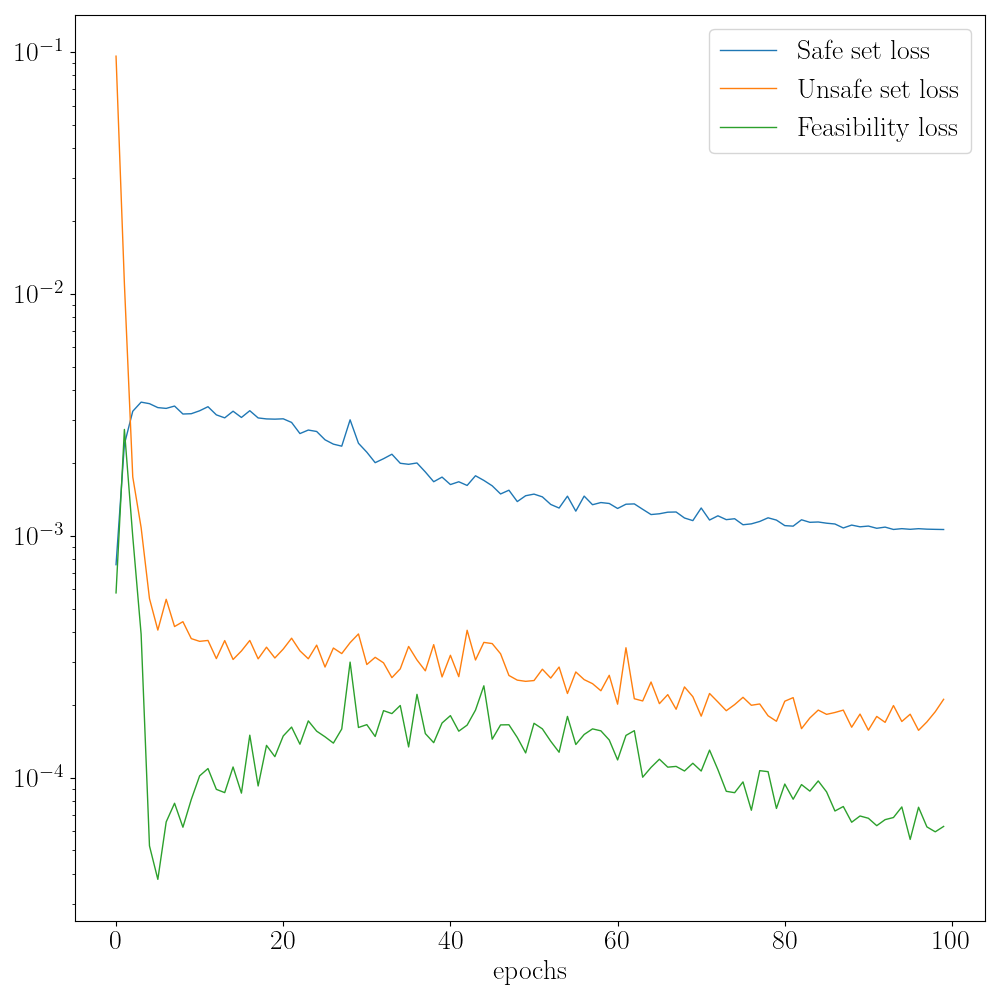 10⁻¹
10⁻²
10⁻³
10⁻⁴
Safe set loss
Unsafe set loss
Feasibility loss
0 20 40 60 80 100
epochs